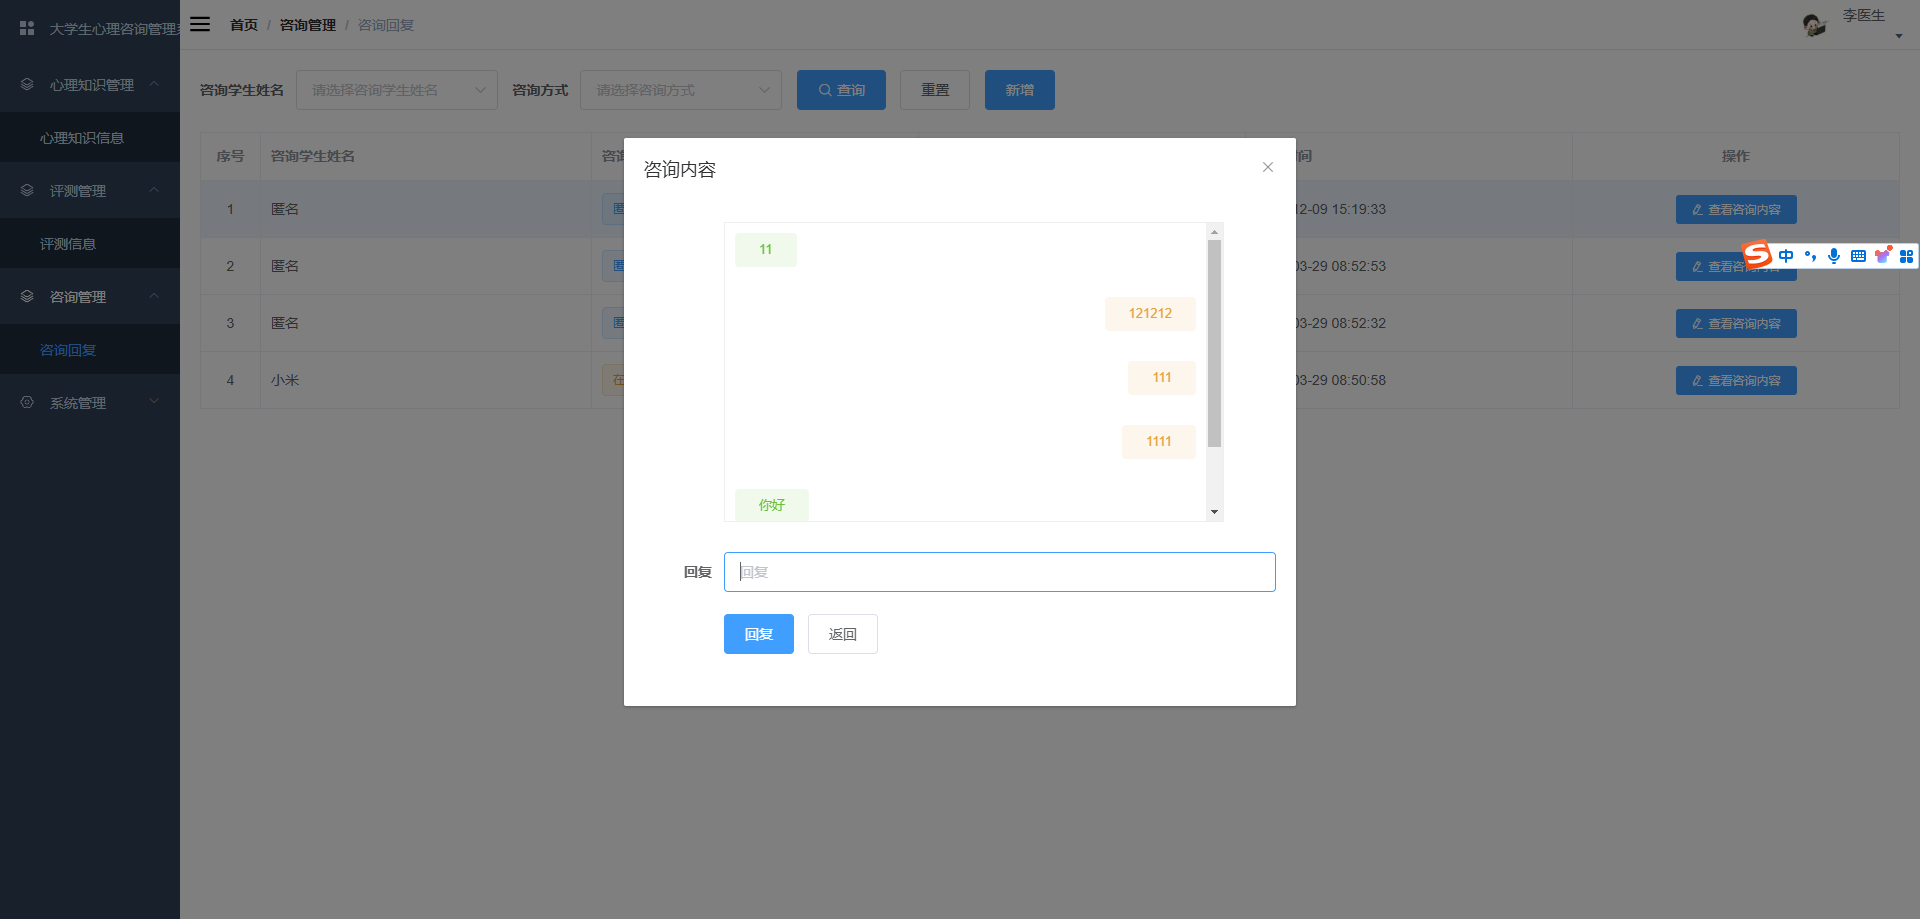 大学生心理咨询管理
首页 / 咨询管理 / 咨询回复
李医生
心理知识管理
心理知识信息
评测管理
评测信息
咨询管理
咨询回复
系统管理
咨询学生姓名 请选择咨询学生姓名 咨询方式 请选择咨询方式 查询 重置 新增
序号 咨询学生姓名 咨询 间 操作
1 匿名 匿 12-09 15:19:33 查看咨询内容
2 匿名 匿 03-29 08:52:53 查看咨询内容
3 匿名 匿 03-29 08:52:32 查看咨询内容
4 小米 在 03-29 08:50:58 查看咨询内容
中
咨询内容
11
121212
111
1111
你好
回复 回复
回复 返回